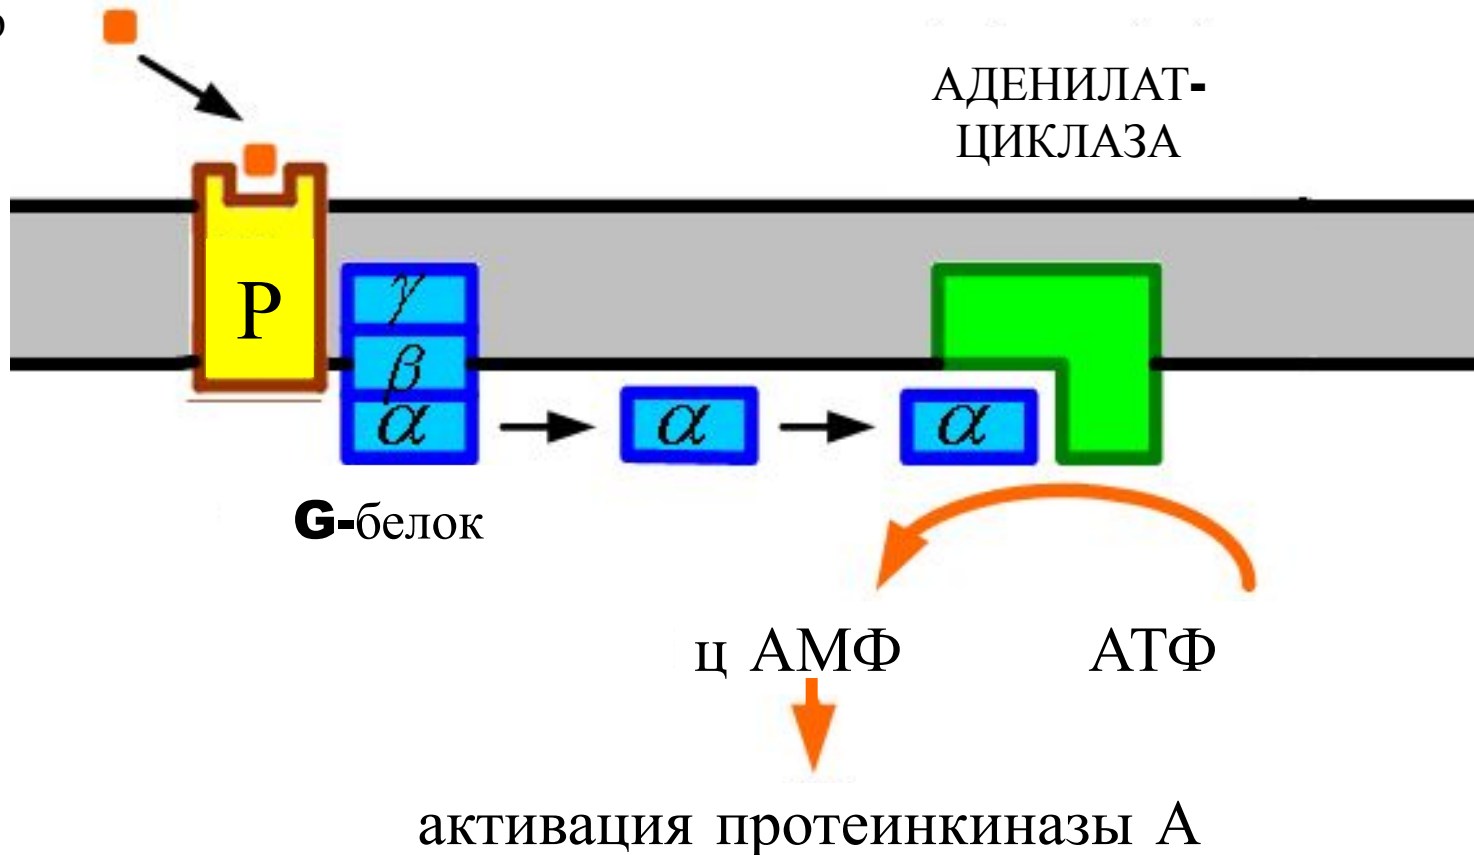 АДЕНИЛАТ-
ЦИКЛАЗА
Р
γ
β
α
α
α
G-белок
ц АМФ
АТФ
активация протеинкиназы А